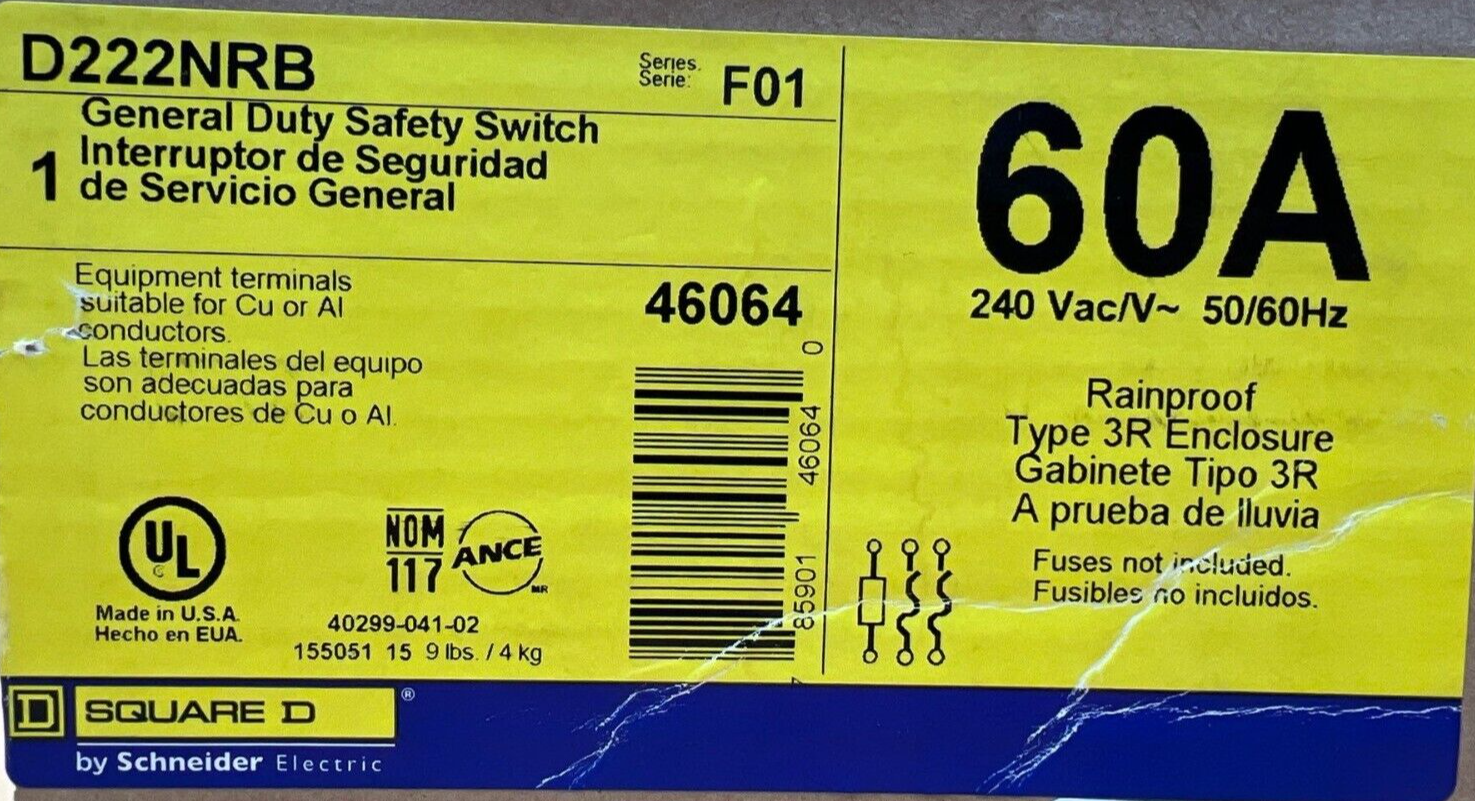 D222NRB
Series.
Serie:
F01
1
General Duty Safety Switch
Interruptor de Seguridad
de Servicio General
Equipment terminals
suitable for Cu or Al
conductors.
Las terminales del equipo
son adecuadas para
conductores de Cu o Al.
46064
7 85901 46064 0
UL
Made in U.S.A.
Hecho en EUA.
NOM
117
ANCE
MR
40299-041-02
155051 15 9 lbs. / 4 kg
60A
240 Vac/V~ 50/60Hz
Rainproof
Type 3R Enclosure
Gabinete Tipo 3R
A prueba de lluvia
Fuses not included.
Fusibles no incluidos.
D SQUARE D ®
by Schneider Electric